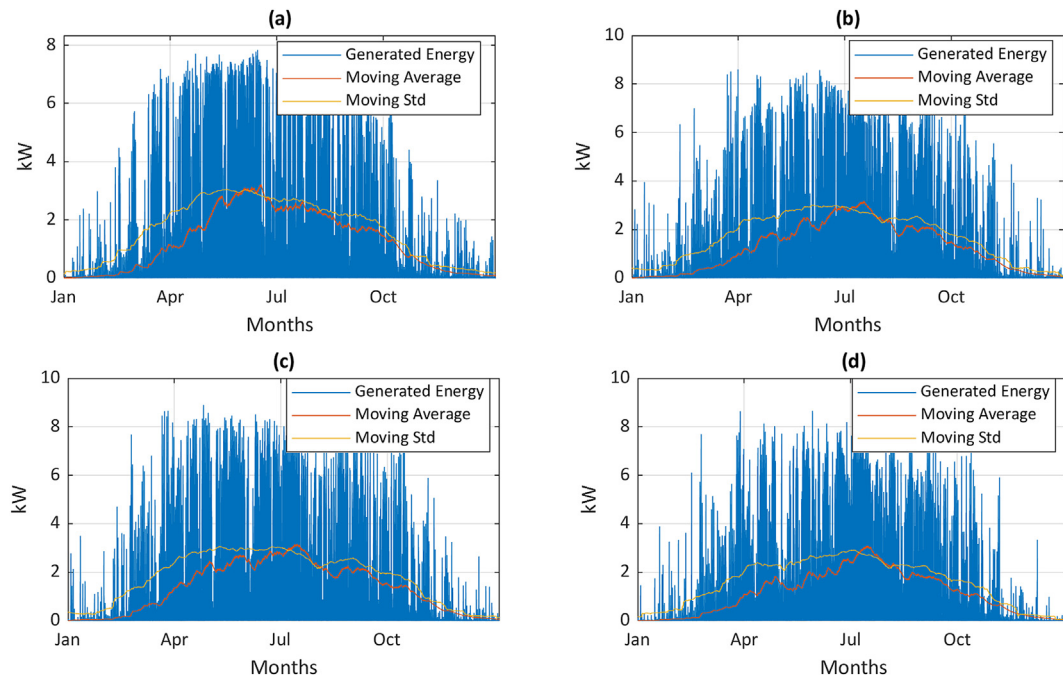 (a)
8
6
4
2
0
kW
Generated Energy
Moving Average
Moving Std
Jan Apr Jul Oct
Months
(b)
10
8
6
4
2
0
kW
Generated Energy
Moving Average
Moving Std
Jan Apr Jul Oct
Months
(c)
10
8
6
4
2
0
kW
Generated Energy
Moving Average
Moving Std
Jan Apr Jul Oct
Months
(d)
10
8
6
4
2
0
kW
Generated Energy
Moving Average
Moving Std
Jan Apr Jul Oct
Months